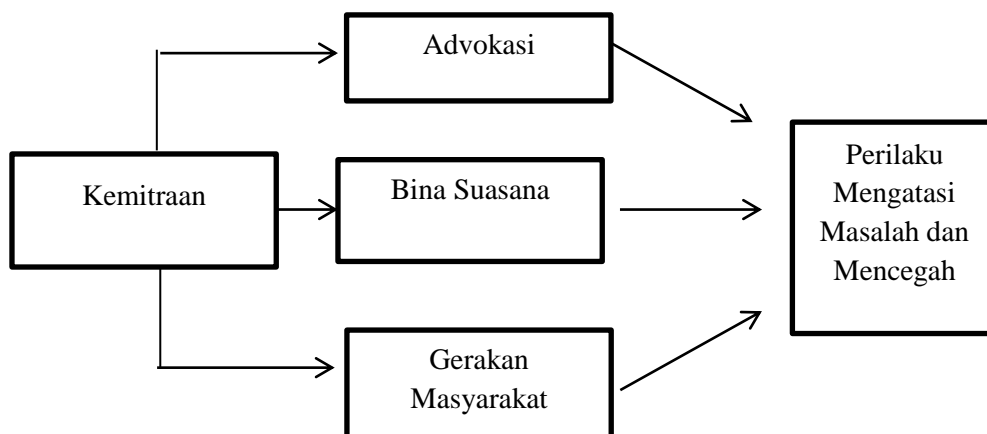 Advokasi
Kemitraan
Bina Suasana
Perilaku
Mengatasi
Masalah dan
Mencegah
Gerakan
Masyarakat